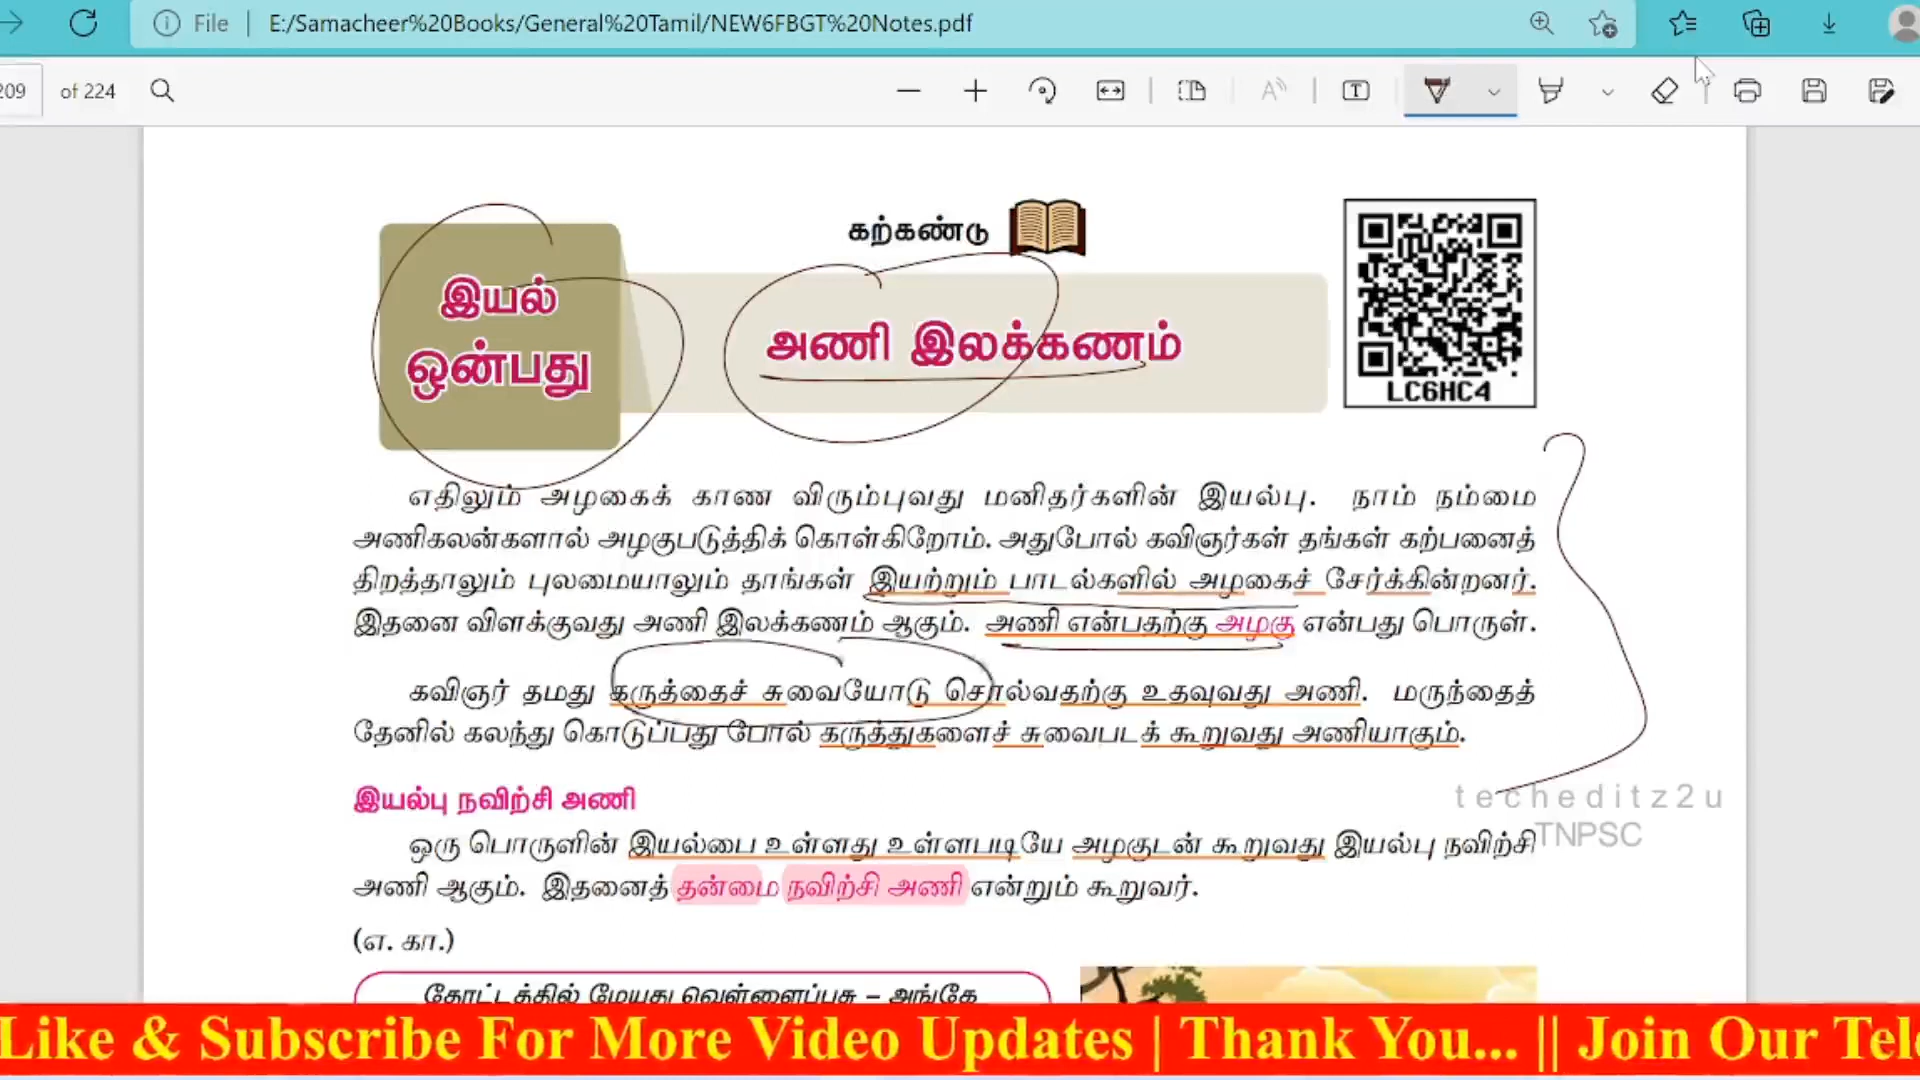 File | E:/Samacheer%20Books/General%20Tamil/NEW6FBGT%20Notes.pdf
209 of 224
கற்கண்டு
இயல்
ஒன்பது
அணி இலக்கணம்
LC6HC4
எதிலும் அழகைக் காண விரும்புவது மனிதர்களின் இயல்பு. நாம் நம்மை
அணிகலன்களால் அழகுபடுத்திக் கொள்கிறோம். அதுபோல் கவிஞர்கள் தங்கள் கற்பனைத்
திறத்தாலும் புலமையாலும் தாங்கள் இயற்றும் பாடல்களில் அழகைச் சேர்க்கின்றனர்.
இதனை விளக்குவது அணி இலக்கணம் ஆகும். அணி என்பதற்கு அழகு என்பது பொருள்.
கவிஞர் தமது கருத்தைச் சுவையோடு சொல்வதற்கு உதவுவது அணி. மருந்தைத்
தேனில் கலந்து கொடுப்பது போல் கருத்துகளைச் சுவைபடக் கூறுவது அணியாகும்.
இயல்பு நவிற்சி அணி
ஒரு பொருளின் இயல்பை உள்ளது உள்ளபடியே அழகுடன் கூறுவது இயல்பு நவிற்சி
அணி ஆகும். இதனைத் தன்மை நவிற்சி அணி என்றும் கூறுவர்.
(எ. கா.)
தோட்டத்தில் மேயுது வெள்ளைப்பசு – அங்கே
techeditz2u
TNPSC
Like & Subscribe For More Video Updates | Thank You... || Join Our Tele